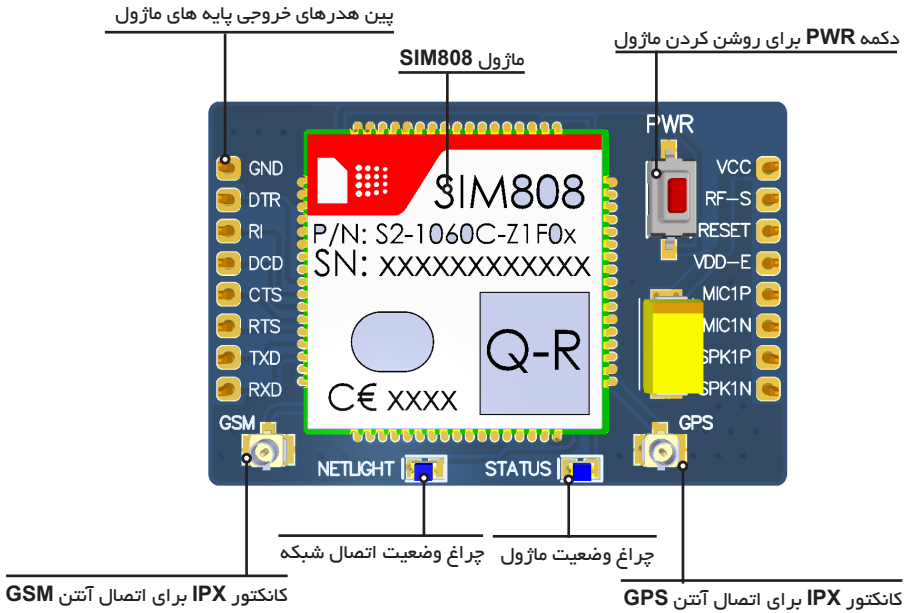 پین هدرهای خروجی پایه های ماژول
دکمه PWR برای روشن کردن ماژول
ماژول SIM808
PWR
GND
DTR
RI
DCD
CTS
RTS
TXD
RXD
SIM808
P/N: S2-1060C-Z1F0x
SN: XXXXXXXXXXXX
Q-R
C€ XXXX
VCC
RF-S
RESET
VDD-E
MIC1P
MIC1N
SPK1P
SPK1N
GSM
GPS
NETLIGHT
STATUS
چراغ وضعیت اتصال شبکه
چراغ وضعیت ماژول
کانکتور IPX برای اتصال آنتن GSM
کانکتور IPX برای اتصال آنتن GPS